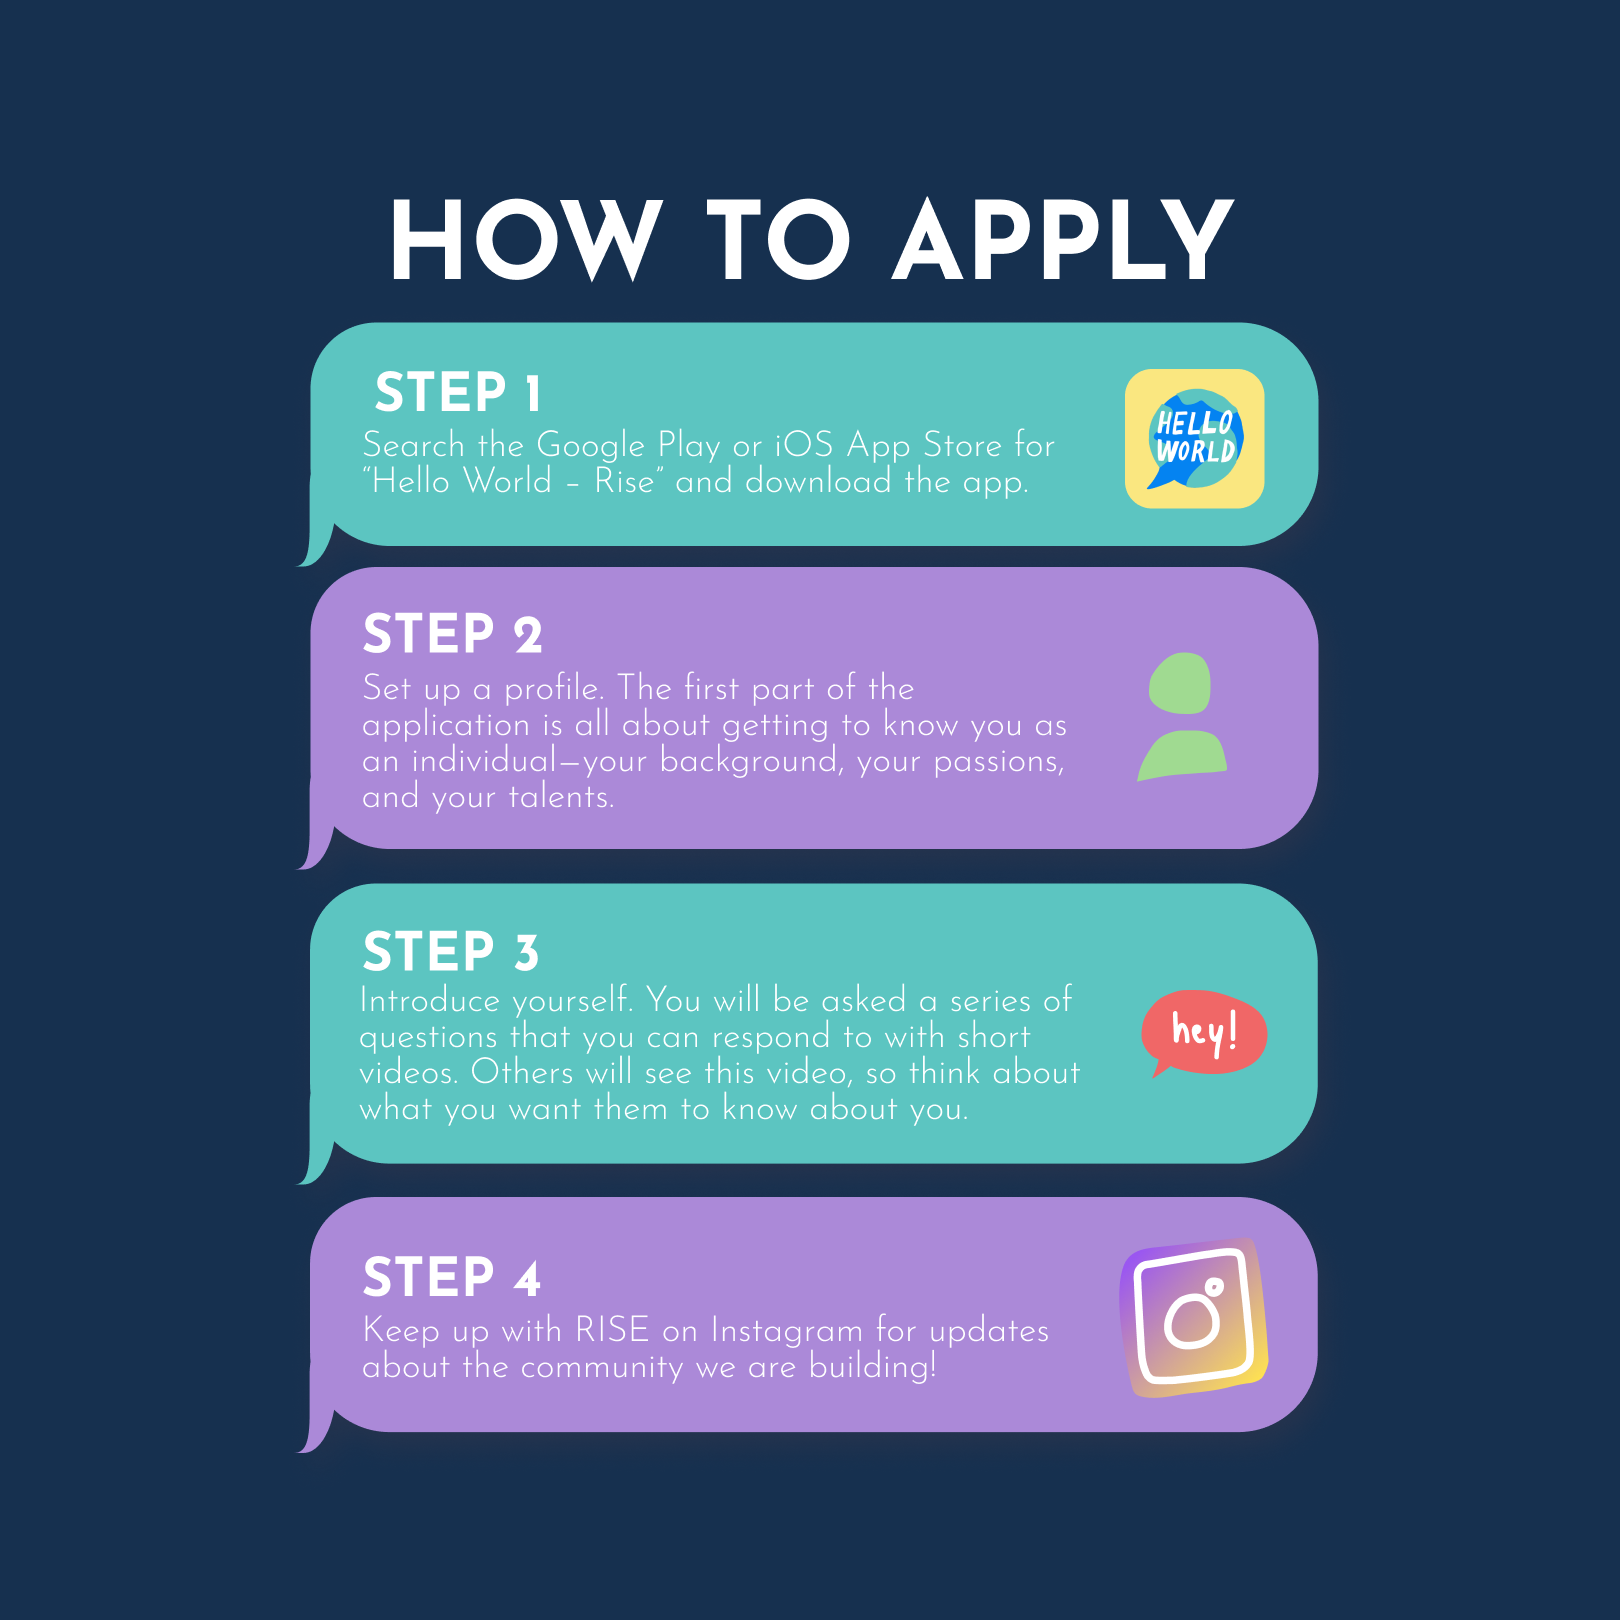 HOW TO APPLY
STEP 1
Search the Google Play or iOS App Store for
“Hello World – Rise” and download the app.
HELLO
WORLD
STEP 2
Set up a profile. The first part of the
application is all about getting to know you as
an individual—your background, your passions,
and your talents.
STEP 3
Introduce yourself. You will be asked a series of
questions that you can respond to with short
videos. Others will see this video, so think about
what you want them to know about you.
hey!
STEP 4
Keep up with RISE on Instagram for updates
about the community we are building!